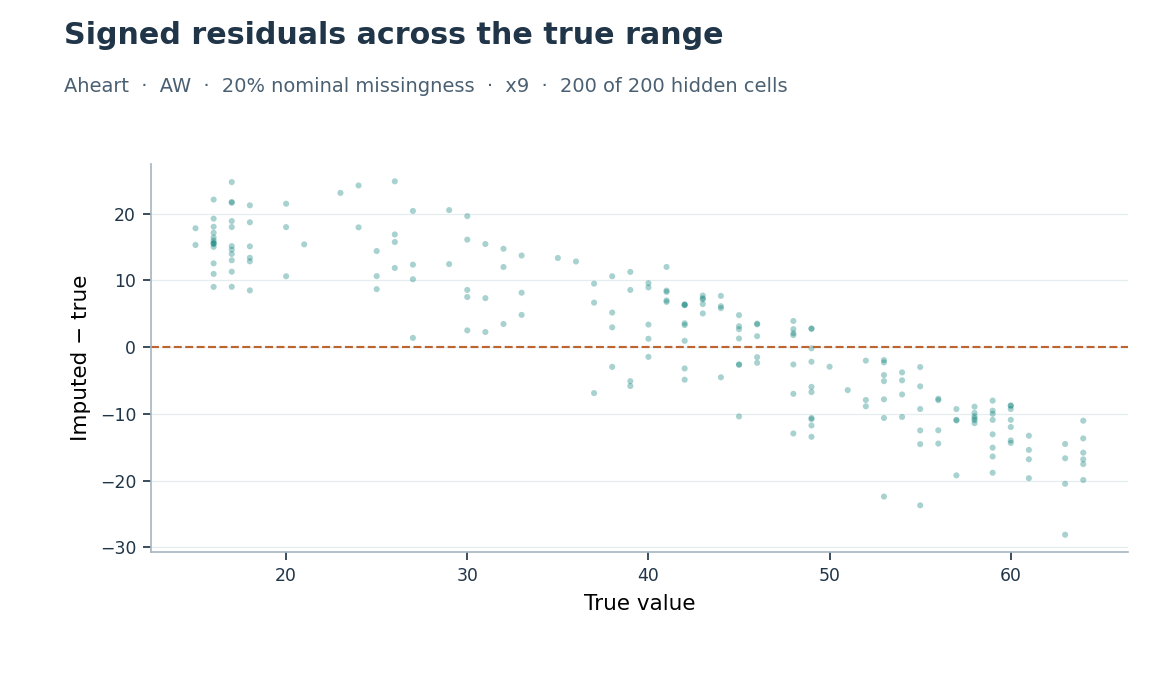 Signed residuals across the true range
Aheart · AW · 20% nominal missingness · x9 · 200 of 200 hidden cells
Imputed − true
20
10
0
−10
−20
−30
20 30 40 50 60
True value